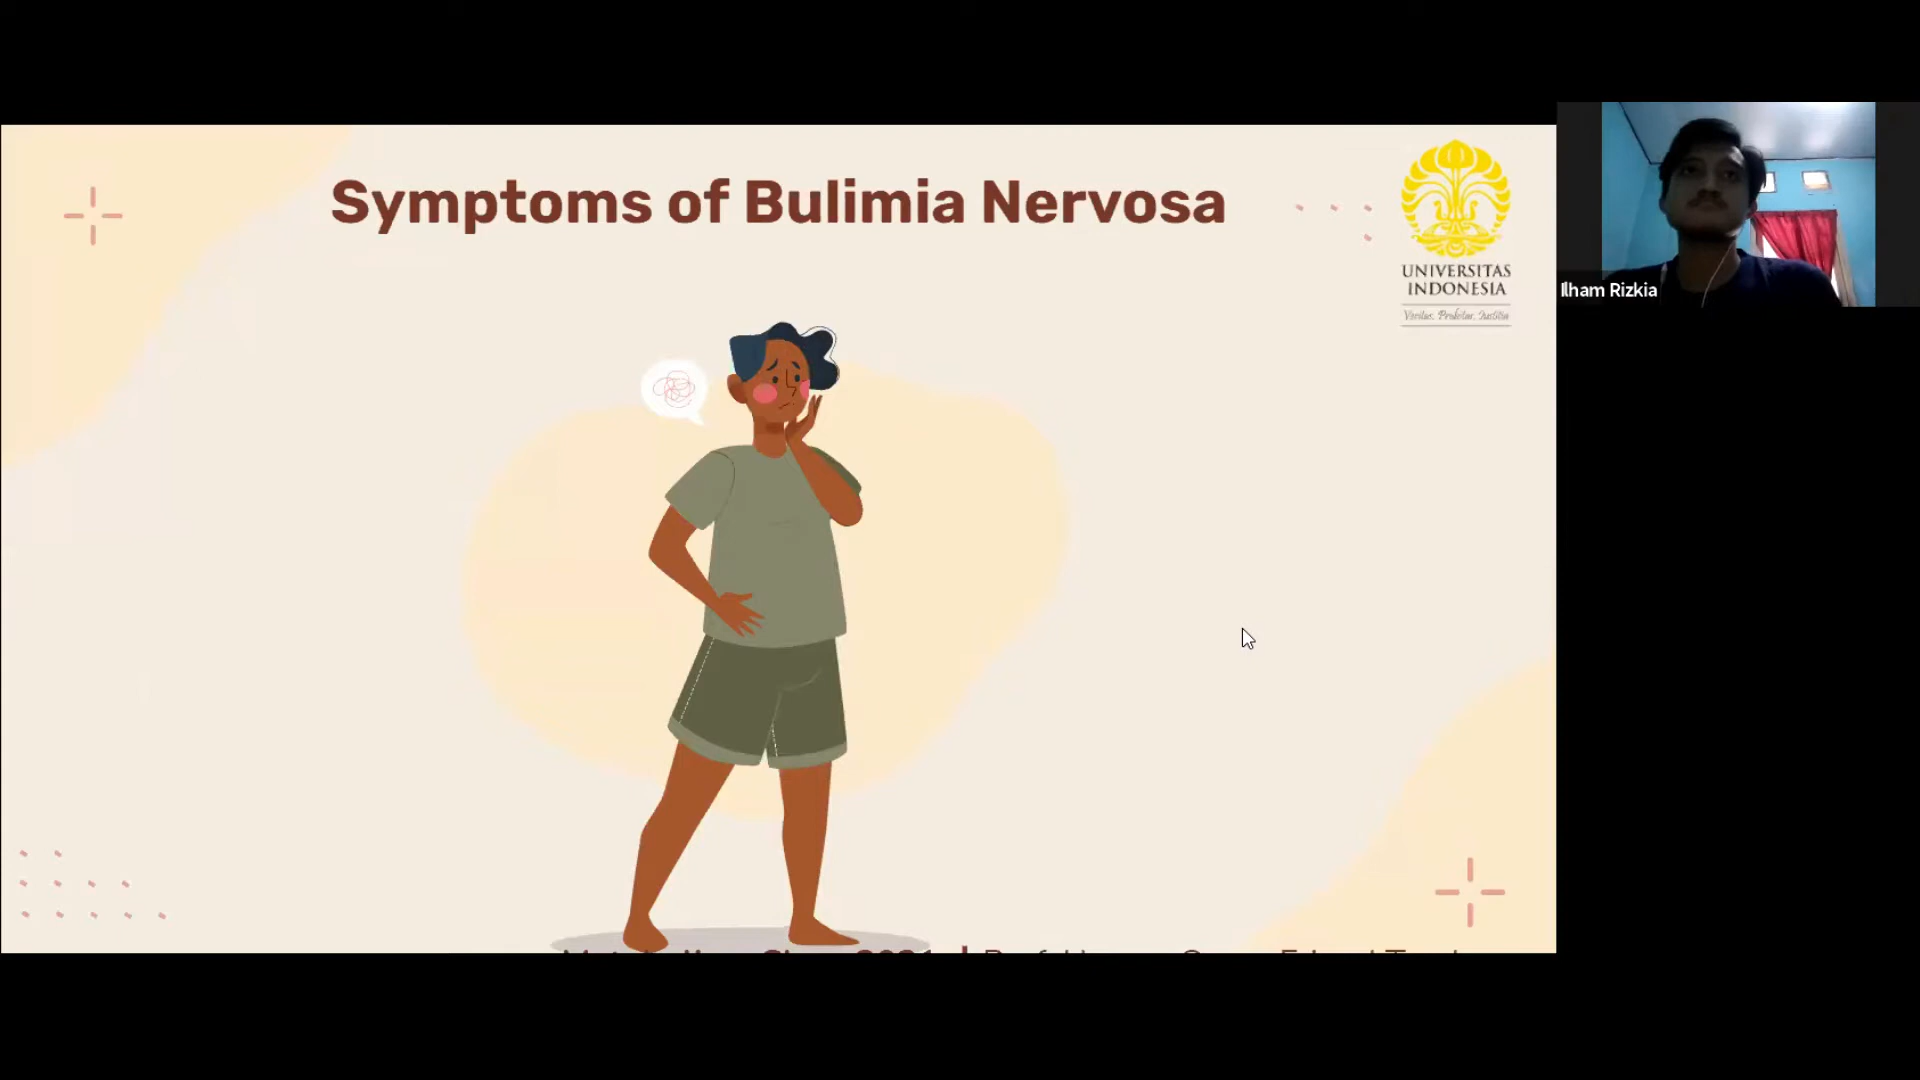 Symptoms of Bulimia Nervosa
UNIVERSITAS
INDONESIA
Veritas, Probitas, Iustitia
Ilham Rizkia